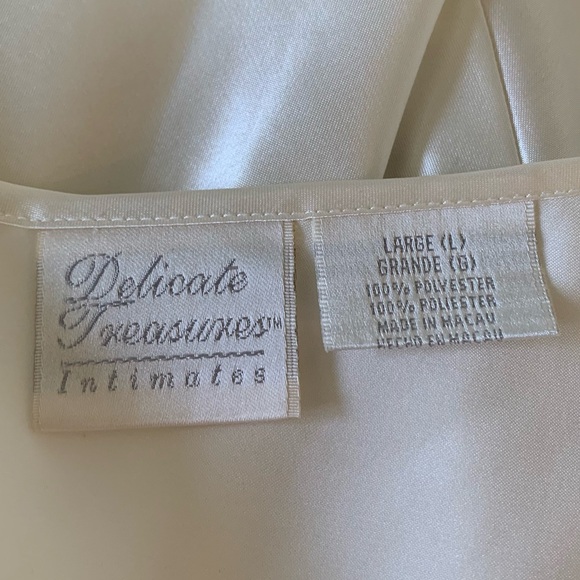 Delicate
Treasures™
Intimates
LARGE (L)
GRANDE (G)
100% POLYESTER
100% POLIESTER
MADE IN MACAU
HECHO EN MACAU